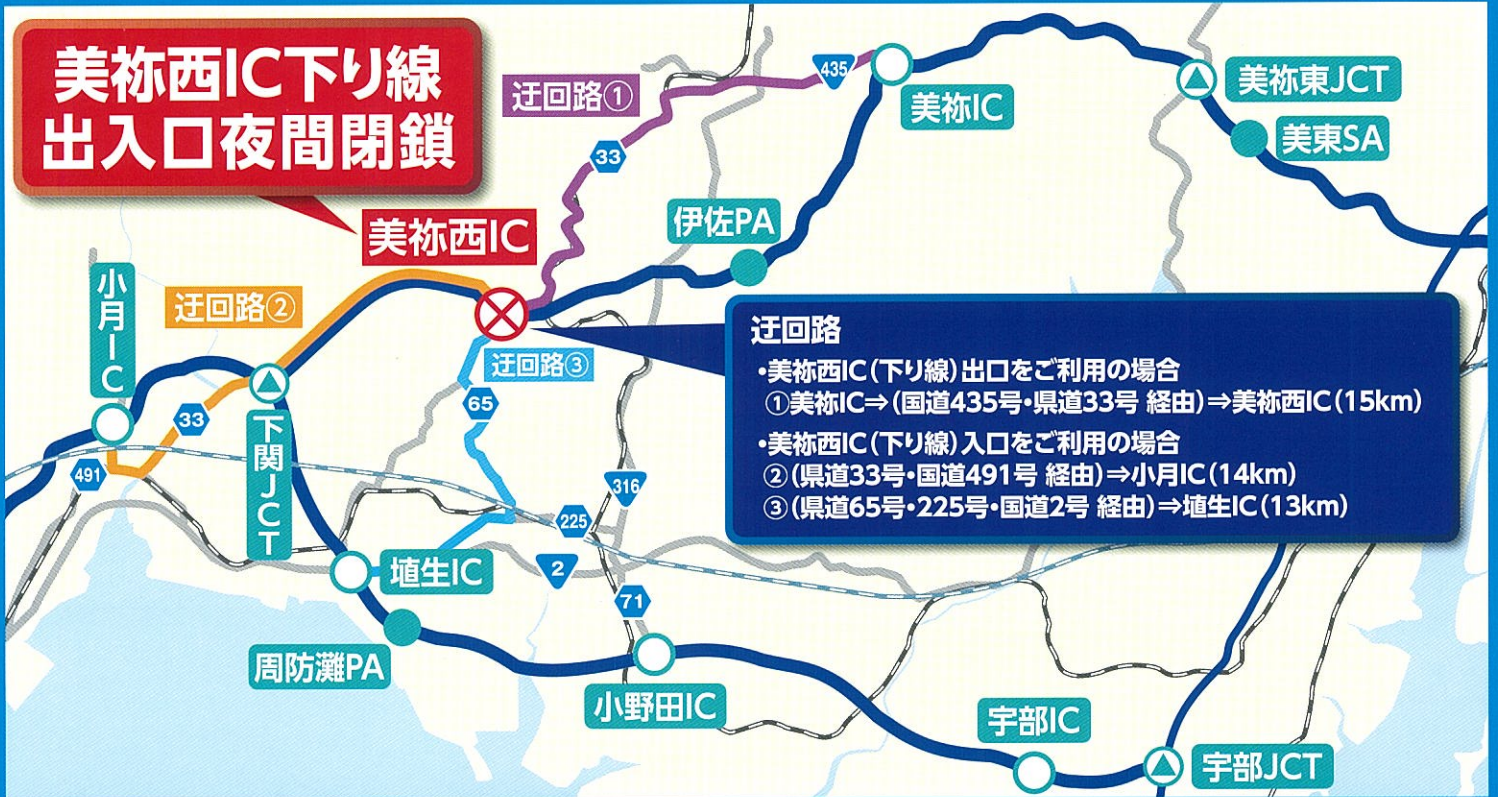 美祢西IC下り線
出入口夜間閉鎖
迂回路①
435
美祢IC
美祢東JCT
美東SA
33
美祢西IC
伊佐PA
小月IC
迂回路②
迂回路③
33
下関JCT
65
491
316
225
2
埴生IC
71
周防灘PA
小野田IC
宇部IC
宇部JCT
迂回路
・美祢西IC(下り線)出口をご利用の場合
①美祢IC⇒(国道435号・県道33号 経由)⇒美祢西IC(15km)
・美祢西IC(下り線)入口をご利用の場合
②(県道33号・国道491号 経由)⇒小月IC(14km)
③(県道65号・225号・国道2号 経由)⇒埴生IC(13km)